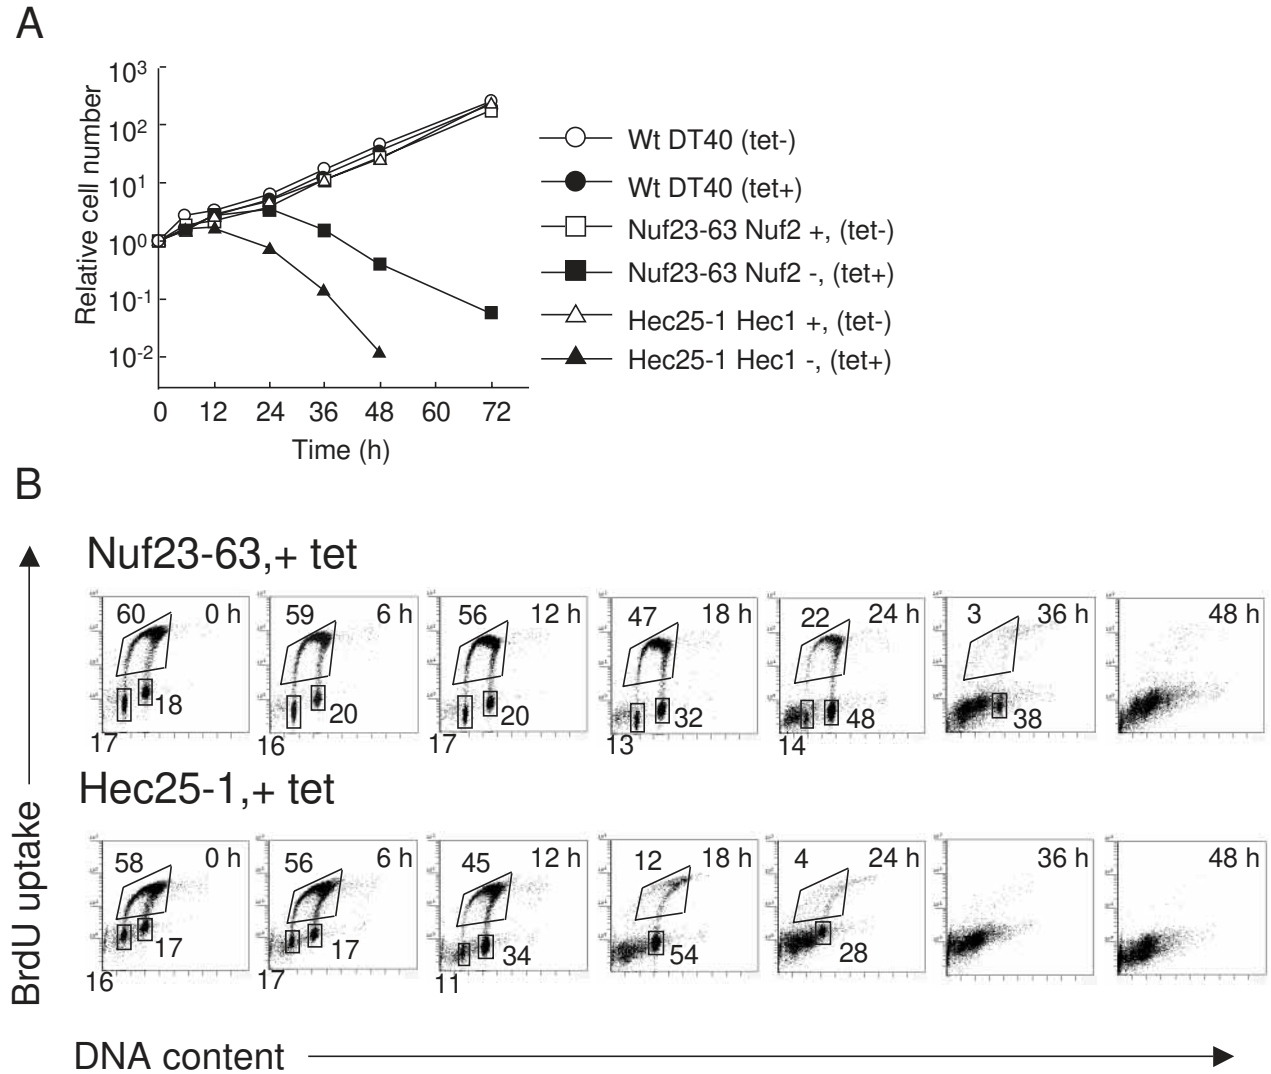 A
10³
10²
10¹
10⁰
10⁻¹
10⁻²
Relative cell number
0 12 24 36 48 60 72
Time (h)
Wt DT40 (tet-)
Wt DT40 (tet+)
Nuf23-63 Nuf2 +, (tet-)
Nuf23-63 Nuf2 -, (tet+)
Hec25-1 Hec1 +, (tet-)
Hec25-1 Hec1 -, (tet+)
B
Nuf23-63,+ tet
60 0 h 59 6 h 56 12 h 47 18 h 22 24 h 3 36 h 48 h
18 20 20 32 48 38
17 16 17 13 14
Hec25-1,+ tet
58 0 h 56 6 h 45 12 h 12 18 h 4 24 h 36 h 48 h
17 17 34 54 28
16 17 11
BrdU uptake
DNA content